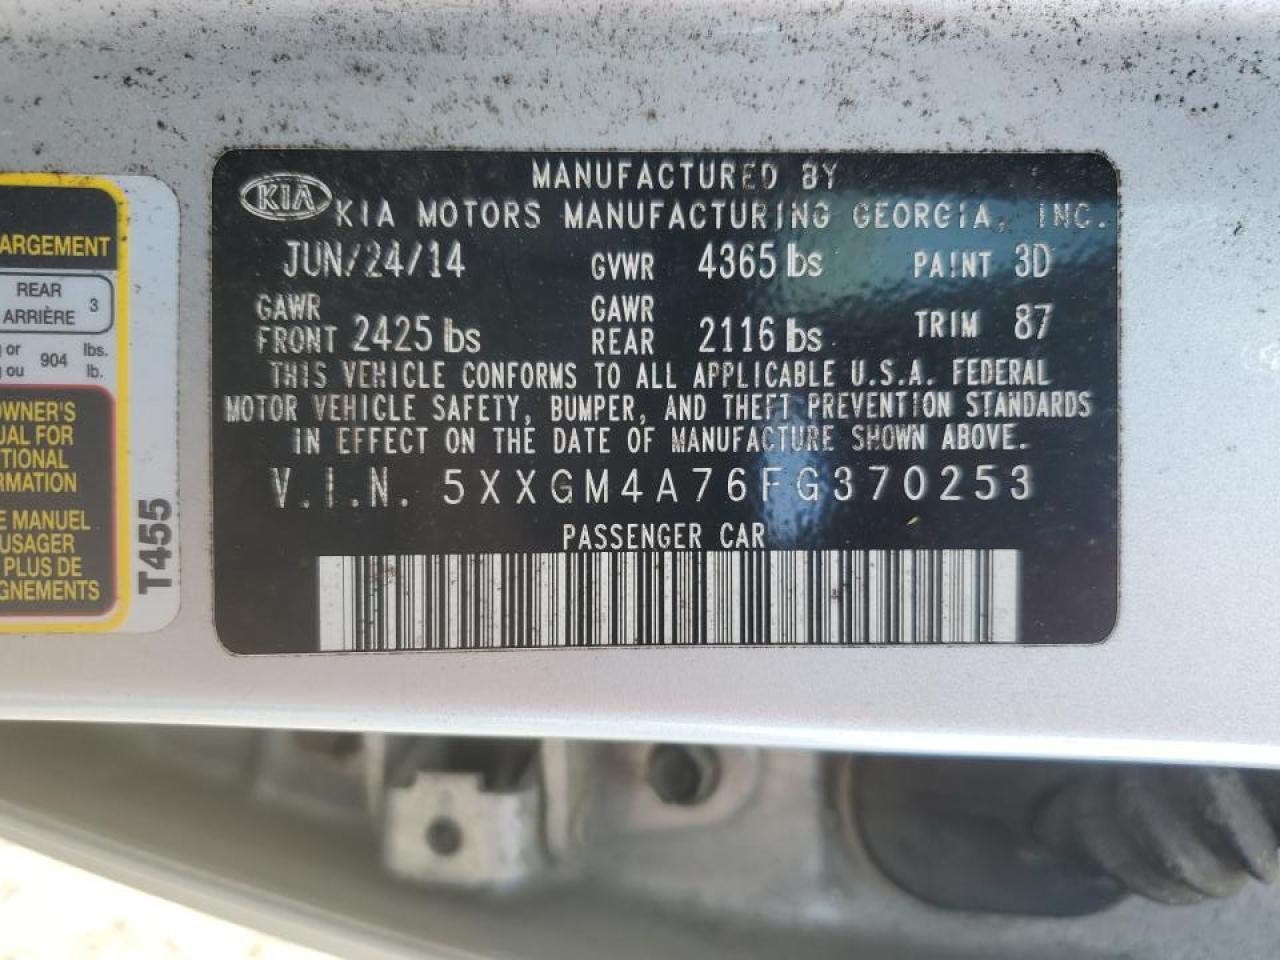 MANUFACTURED BY
KIA KIA MOTORS MANUFACTURING GEORGIA, INC.
JUN/24/14 GVWR 4365 lbs PAINT 3D
GAWR FRONT 2425 lbs GAWR REAR 2116 lbs TRIM 87
THIS VEHICLE CONFORMS TO ALL APPLICABLE U.S.A. FEDERAL
MOTOR VEHICLE SAFETY, BUMPER, AND THEFT PREVENTION STANDARDS
IN EFFECT ON THE DATE OF MANUFACTURE SHOWN ABOVE.
V.I.N. 5XXGM4A76FG370253
PASSENGER CAR
ARGEMENT
REAR
ARRIÈRE 3
or 904 lbs.
ou lb.
OWNER'S
UAL FOR
TIONAL
RMATION
E MANUEL
USAGER
PLUS DE
GNEMENTS
T455